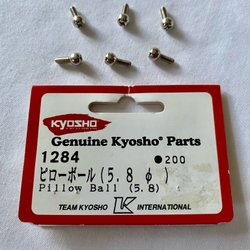 KYOSHO
Genuine Kyosho® Parts
1284 ●200
ピローボール(5.8φ)
Pillow Ball (5.8)
TEAM KYOSHO K INTERNATIONAL